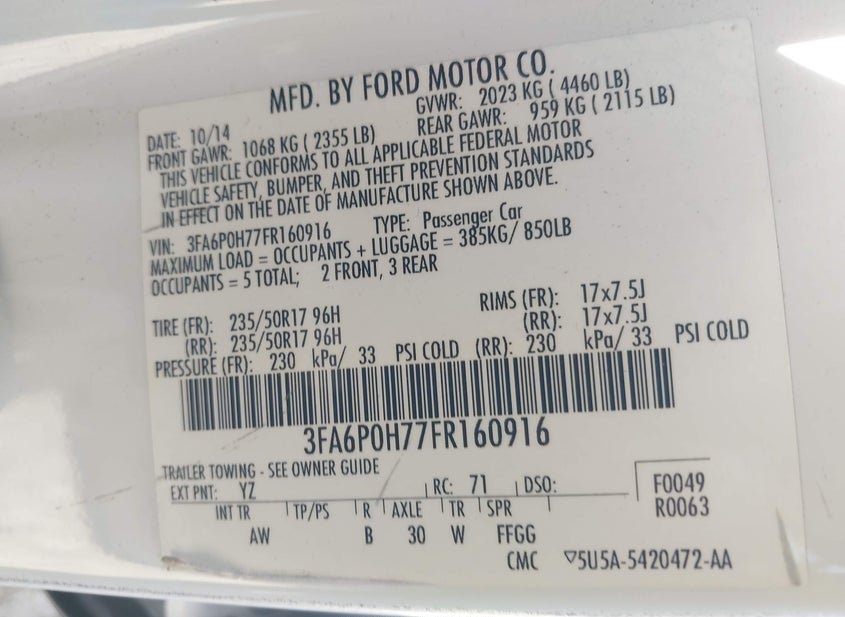 MFD. BY FORD MOTOR CO.
DATE: 10/14 GVWR: 2023 KG ( 4460 LB)
FRONT GAWR: 1068 KG ( 2355 LB) REAR GAWR: 959 KG ( 2115 LB)
THIS VEHICLE CONFORMS TO ALL APPLICABLE FEDERAL MOTOR
VEHICLE SAFETY, BUMPER, AND THEFT PREVENTION STANDARDS
IN EFFECT ON THE DATE OF MANUFACTURE SHOWN ABOVE.
VIN: 3FA6P0H77FR160916 TYPE: Passenger Car
MAXIMUM LOAD = OCCUPANTS + LUGGAGE = 385KG/ 850LB
OCCUPANTS = 5 TOTAL; 2 FRONT, 3 REAR
TIRE (FR): 235/50R17 96H RIMS (FR): 17x7.5J
(RR): 235/50R17 96H (RR): 17x7.5J
PRESSURE (FR): 230 kPa/ 33 PSI COLD (RR): 230 kPa/ 33 PSI COLD
3FA6P0H77FR160916
TRAILER TOWING - SEE OWNER GUIDE
EXT PNT: YZ RC: 71 DSO: F0049
INT TR TP/PS R AXLE TR SPR R0063
AW B 30 W FFGG
CMC ▽5U5A-5420472-AA